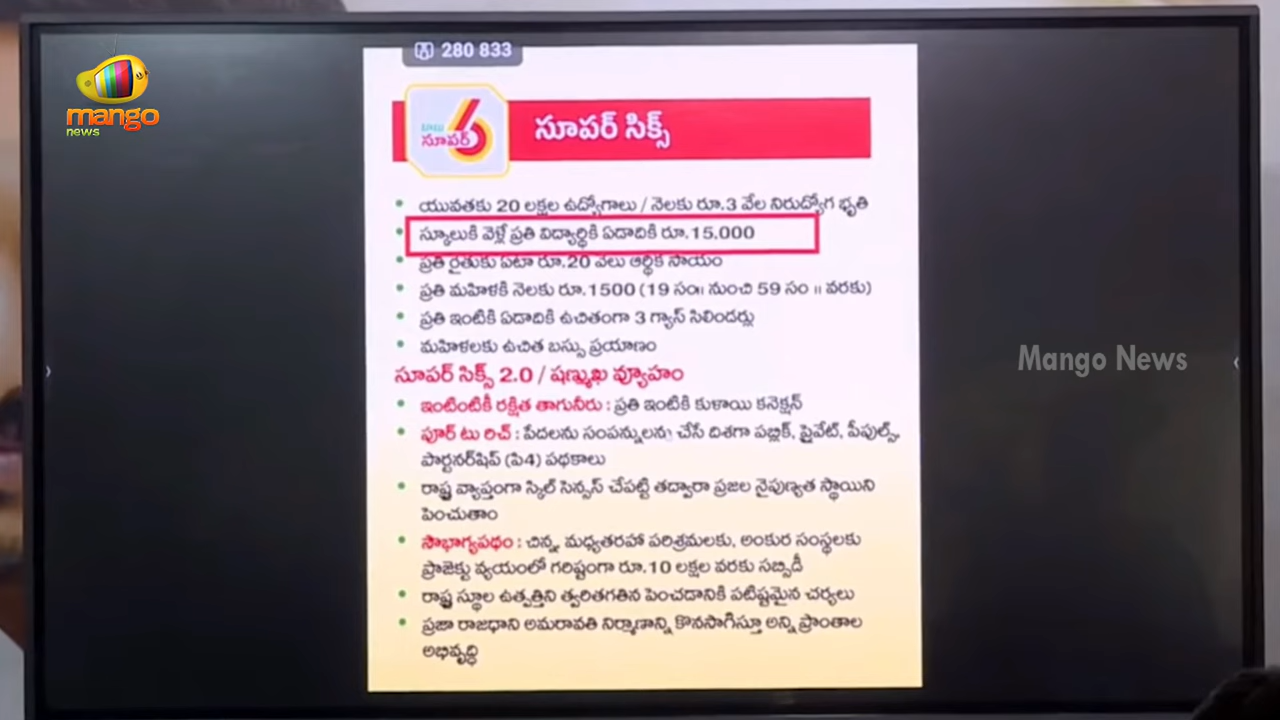 mango
news
280 833
బాబు
సూపర్ 6
సూపర్ సిక్స్
యువతకు 20 లక్షల ఉద్యోగాలు / నెలకు రూ.3 వేల నిరుద్యోగ భృతి
స్కూలుకి వెళ్లే ప్రతి విద్యార్థికి ఏడాదికి రూ.15,000
ప్రతి రైతుకు ఏటా రూ.20 వేలు ఆర్థిక సాయం
ప్రతి మహిళకి నెలకు రూ.1500 (19 సం॥ నుంచి 59 సం ॥ వరకు)
ప్రతి ఇంటికి ఏడాదికి ఉచితంగా 3 గ్యాస్ సిలిండర్లు
మహిళలకు ఉచిత బస్సు ప్రయాణం
సూపర్ సిక్స్ 2.0 / షణ్ముఖ వ్యూహం
ఇంటింటికీ రక్షిత తాగునీరు : ప్రతి ఇంటికి కుళాయి కనెక్షన్
పూర్ టు రిచ్ : పేదలను సంపన్నులను చేసే దిశగా పబ్లిక్, ప్రైవేట్, పీపుల్స్,
పార్టనర్‌షిప్ (పి4) పథకాలు
రాష్ట్ర వ్యాప్తంగా స్కిల్ సెన్సస్ చేపట్టి తద్వారా ప్రజల నైపుణ్యత స్థాయిని
పెంచుతాం
సౌభాగ్యపథం : చిన్న, మధ్యతరహా పరిశ్రమలకు, అంకుర సంస్థలకు
ప్రాజెక్టు వ్యయంలో గరిష్టంగా రూ.10 లక్షల వరకు సబ్సిడీ
రాష్ట్ర స్థూల ఉత్పత్తిని త్వరితగతిన పెంచడానికి పటిష్టమైన చర్యలు
ప్రజా రాజధాని అమరావతి నిర్మాణాన్ని కొనసాగిస్తూ అన్ని ప్రాంతాల
అభివృద్ధి
Mango News